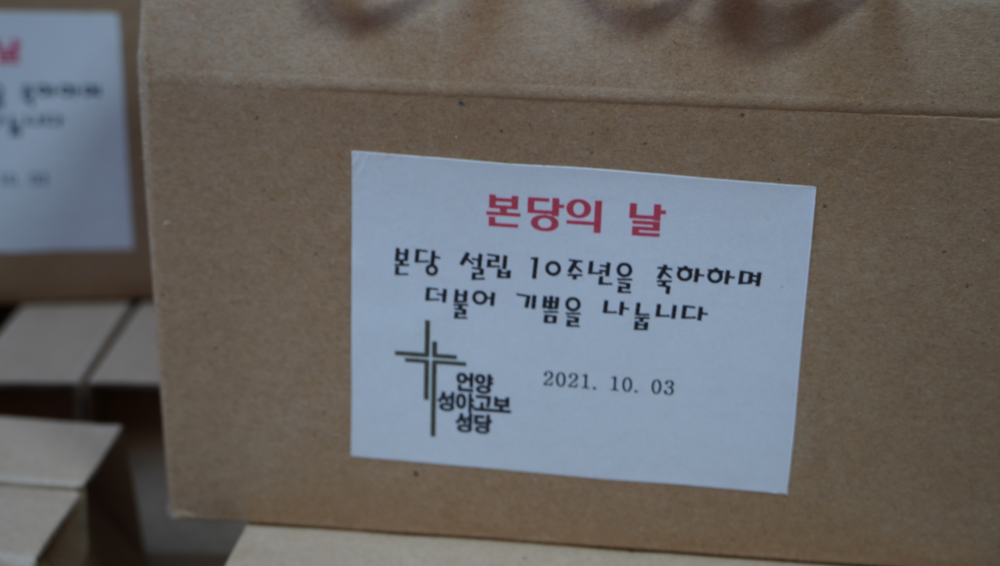 본당의 날
본당 설립 10주년을 축하하며
더불어 기쁨을 나눕니다
2021. 10. 03
언양
성야고보
성당
날